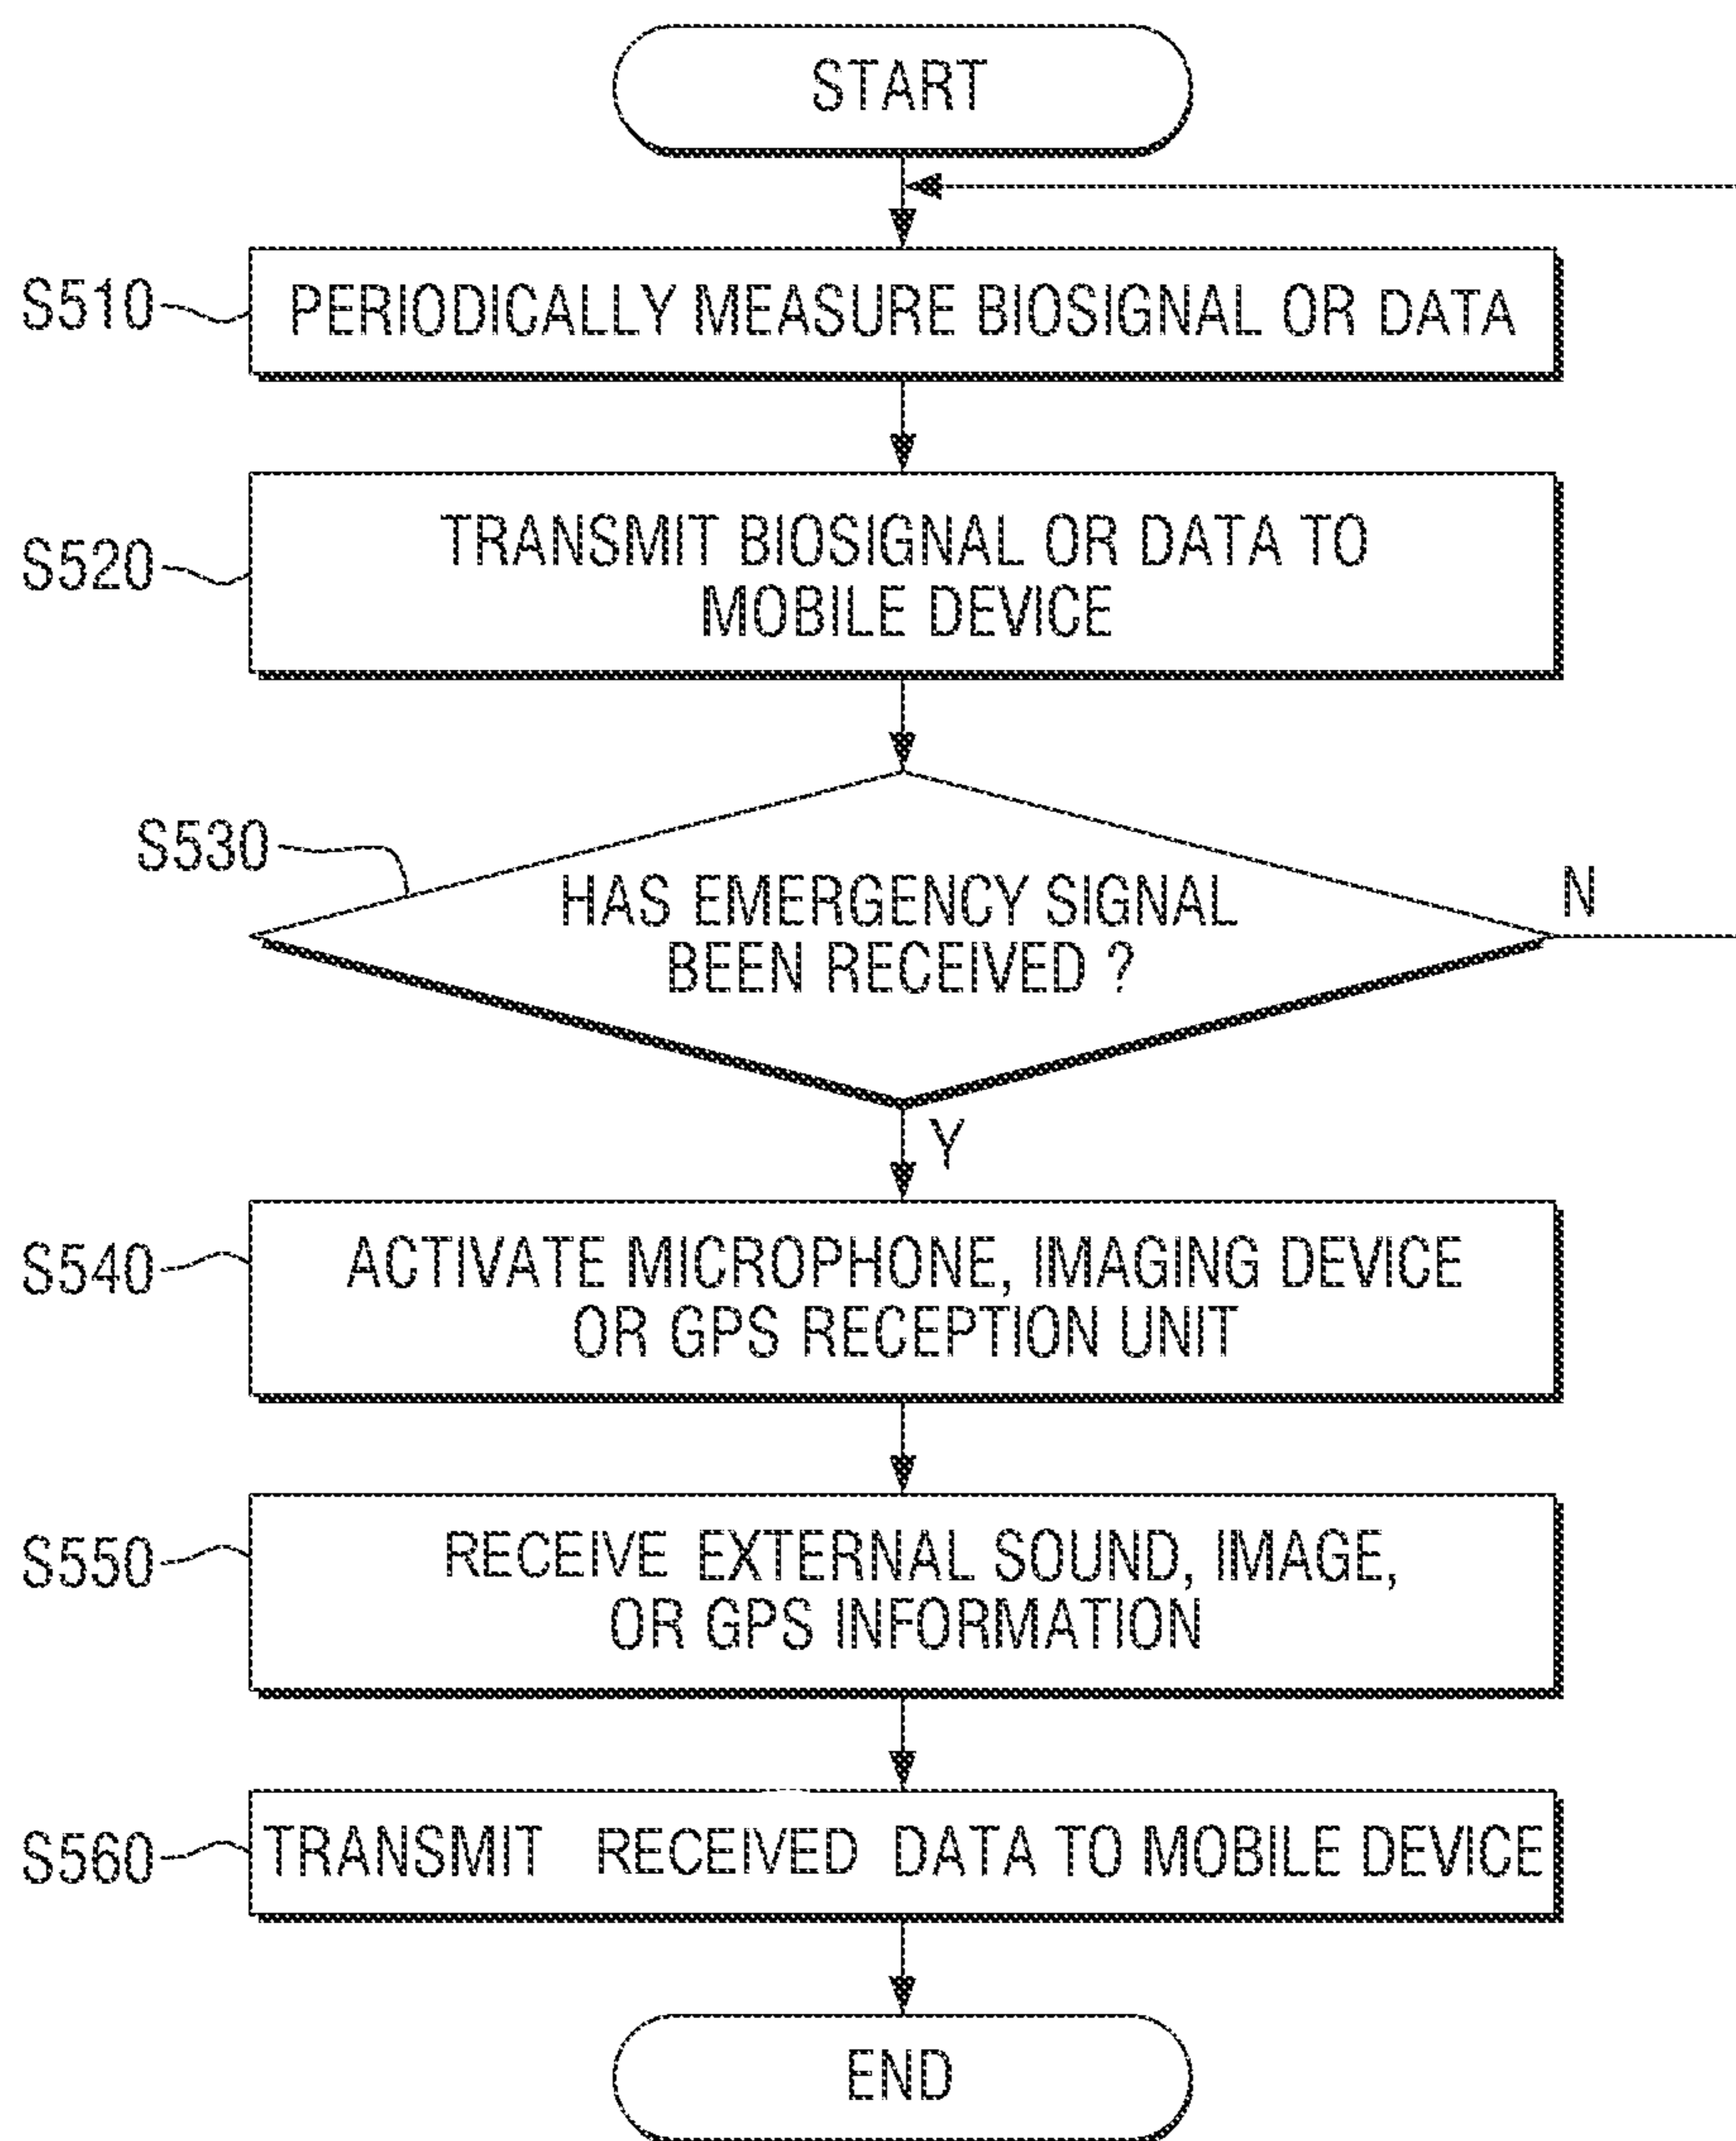 START
S510
PERIODICALLY MEASURE BIOSIGNAL OR DATA
S520
TRANSMIT BIOSIGNAL OR DATA TO
MOBILE DEVICE
S530
HAS EMERGENCY SIGNAL
BEEN RECEIVED ?
N
Y
S540
ACTIVATE MICROPHONE, IMAGING DEVICE
OR GPS RECEPTION UNIT
S550
RECEIVE EXTERNAL SOUND, IMAGE,
OR GPS INFORMATION
S560
TRANSMIT RECEIVED DATA TO MOBILE DEVICE
END